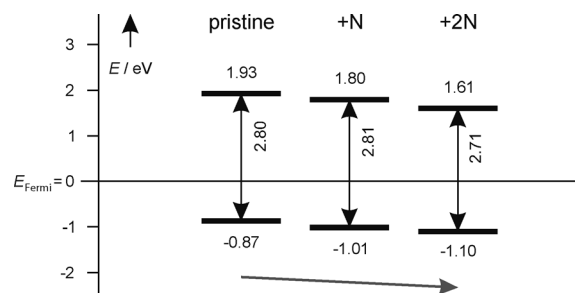 pristine +N +2N
3
E / eV
1.93 1.80 1.61
2
1
2.80 2.81 2.71
E_Fermi = 0
-1
-0.87 -1.01 -1.10
-2